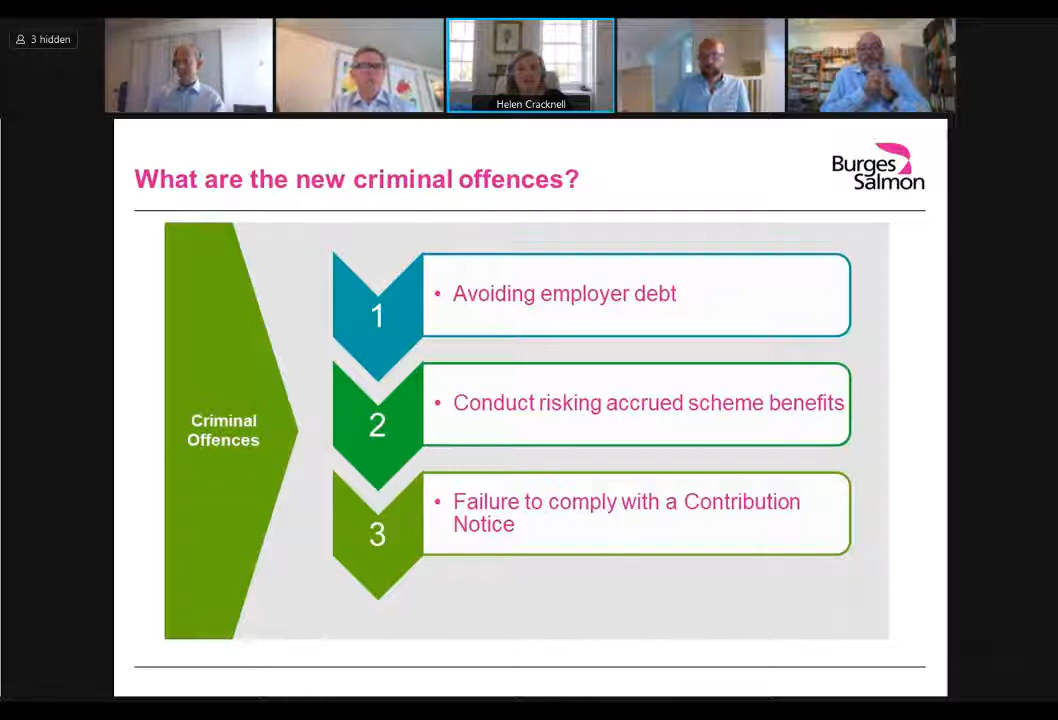 3 hidden
Helen Cracknell
What are the new criminal offences?
Burges
Salmon
Criminal
Offences
1
• Avoiding employer debt
2
• Conduct risking accrued scheme benefits
3
• Failure to comply with a Contribution
Notice